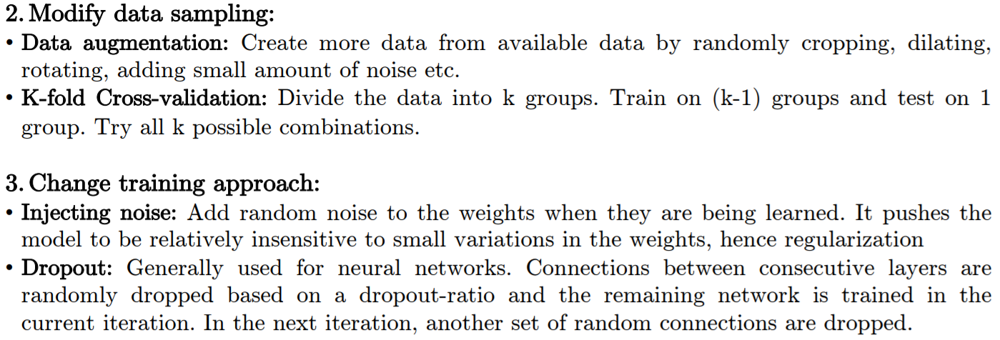 2. Modify data sampling:
• Data augmentation: Create more data from available data by randomly cropping, dilating,
rotating, adding small amount of noise etc.
• K-fold Cross-validation: Divide the data into k groups. Train on (k-1) groups and test on 1
group. Try all k possible combinations.
3. Change training approach:
• Injecting noise: Add random noise to the weights when they are being learned. It pushes the
model to be relatively insensitive to small variations in the weights, hence regularization
• Dropout: Generally used for neural networks. Connections between consecutive layers are
randomly dropped based on a dropout-ratio and the remaining network is trained in the
current iteration. In the next iteration, another set of random connections are dropped.